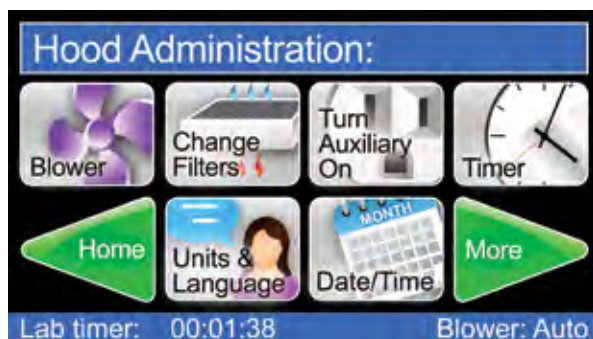 Hood Administration:
Blower
Change
Filters
Turn
Auxiliary
On
Timer
Home
Units &
Language
MONTH
Date/Time
More
Lab timer: 00:01:38 Blower: Auto